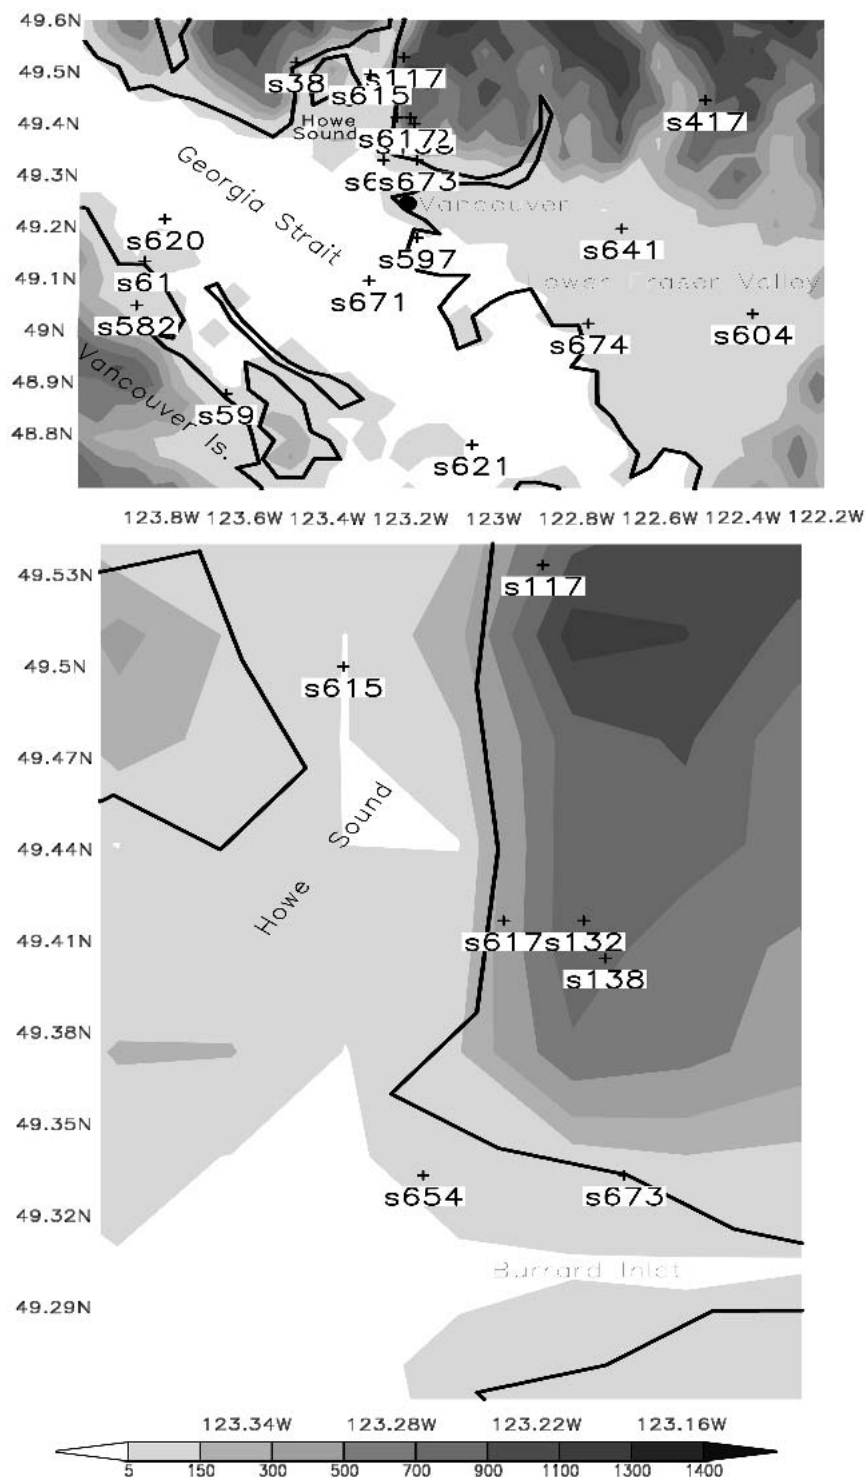 49.6N
49.5N
49.4N
49.3N
49.2N
49.1N
49N
48.9N
48.8N
s38
s615
s117
s417
Howe
Sound
s617
s673
Georgia Strait
Vancouver
s620
s597
s641
s61
s671
Lower Fraser Valley
s582
s674
s604
Vancouver Is.
s59
s621
123.8W 123.6W 123.4W 123.2W 123W 122.8W 122.6W 122.4W 122.2W
49.53N
49.5N
49.47N
49.44N
49.41N
49.38N
49.35N
49.32N
49.29N
s117
s615
Howe Sound
s617 s132
s138
s654
s673
Burrard Inlet
123.34W 123.28W 123.22W 123.16W
5 150 300 500 700 900 1100 1300 1400